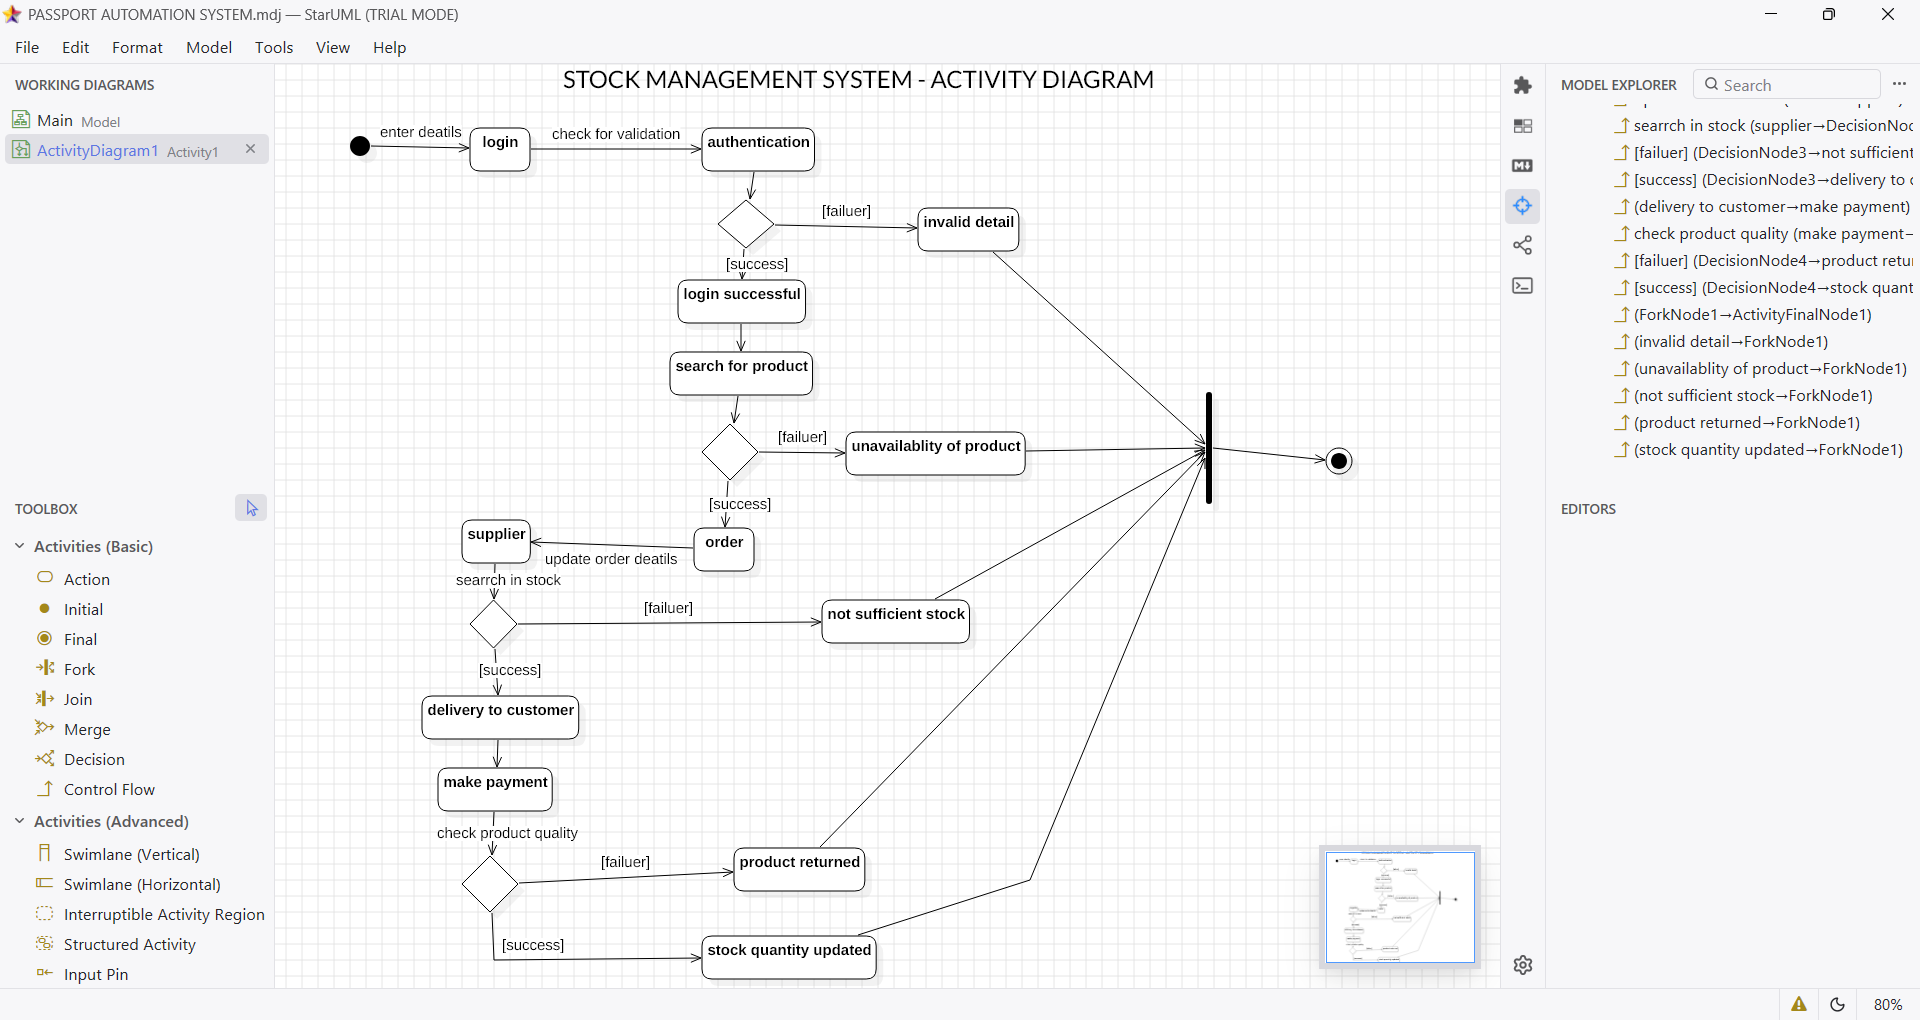 PASSPORT AUTOMATION SYSTEM.mdj — StarUML (TRIAL MODE)
File Edit Format Model Tools View Help
WORKING DIAGRAMS
Main Model
ActivityDiagram1 Activity1
TOOLBOX
Activities (Basic)
Action
Initial
Final
Fork
Join
Merge
Decision
Control Flow
Activities (Advanced)
Swimlane (Vertical)
Swimlane (Horizontal)
Interruptible Activity Region
Structured Activity
Input Pin
STOCK MANAGEMENT SYSTEM - ACTIVITY DIAGRAM
enter deatils
login
check for validation
authentication
[failuer]
invalid detail
[success]
login successful
search for product
[failuer]
unavailablity of product
[success]
order
update order deatils
supplier
searrch in stock
[failuer]
not sufficient stock
[success]
delivery to customer
make payment
check product quality
[failuer]
product returned
[success]
stock quantity updated
MODEL EXPLORER
Search
searrch in stock (supplier→DecisionNo
[failuer] (DecisionNode3→not sufficient
[success] (DecisionNode3→delivery to
(delivery to customer→make payment)
check product quality (make payment→
[failuer] (DecisionNode4→product retu
[success] (DecisionNode4→stock quant
(ForkNode1→ActivityFinalNode1)
(invalid detail→ForkNode1)
(unavailablity of product→ForkNode1)
(not sufficient stock→ForkNode1)
(product returned→ForkNode1)
(stock quantity updated→ForkNode1)
EDITORS
80%